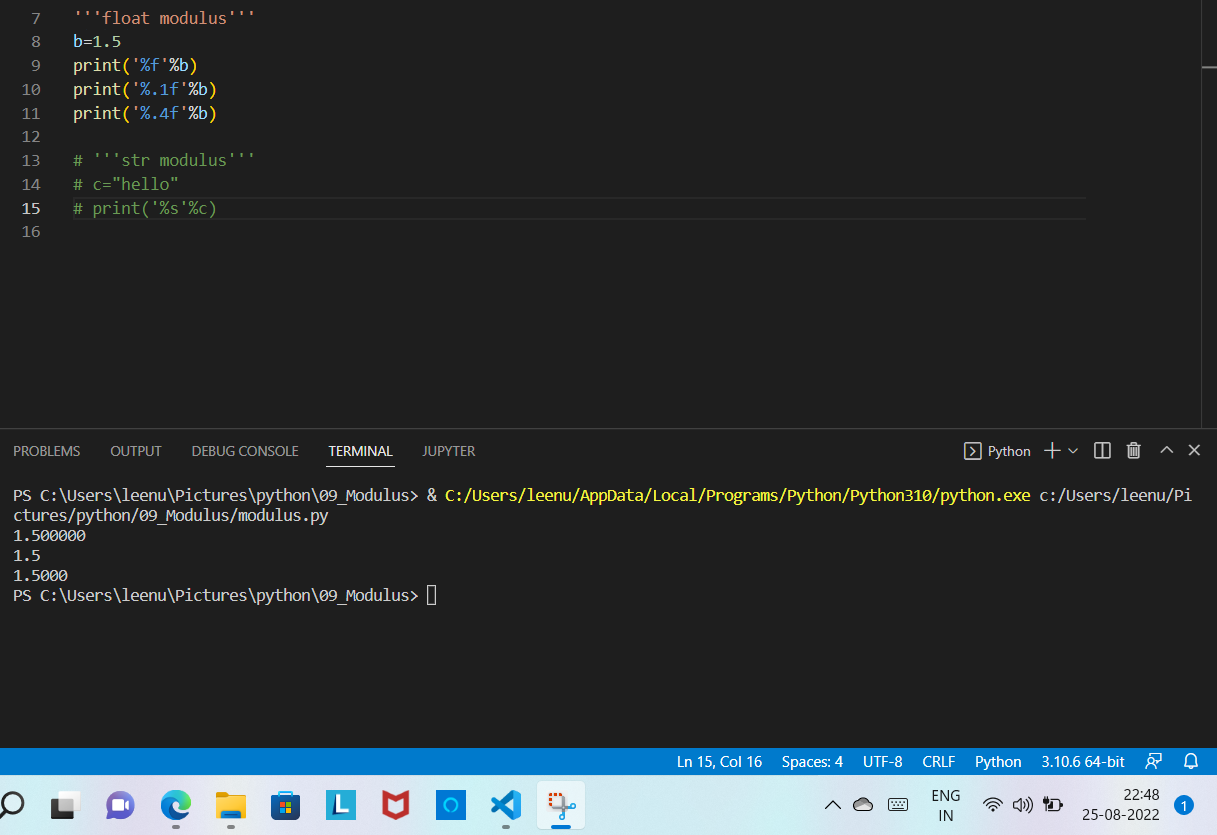 7 '''float modulus'''
8 b=1.5
9 print('%f'%b)
10 print('%.1f'%b)
11 print('%.4f'%b)
12
13 # '''str modulus'''
14 # c="hello"
15 # print('%s'%c)
16
PROBLEMS OUTPUT DEBUG CONSOLE TERMINAL JUPYTER Python
PS C:\Users\leenu\Pictures\python\09_Modulus> & C:/Users/leenu/AppData/Local/Programs/Python/Python310/python.exe c:/Users/leenu/Pi
ctures/python/09_Modulus/modulus.py
1.500000
1.5
1.5000
PS C:\Users\leenu\Pictures\python\09_Modulus>
Ln 15, Col 16 Spaces: 4 UTF-8 CRLF Python 3.10.6 64-bit
L
ENG 22:48
IN 25-08-2022 1